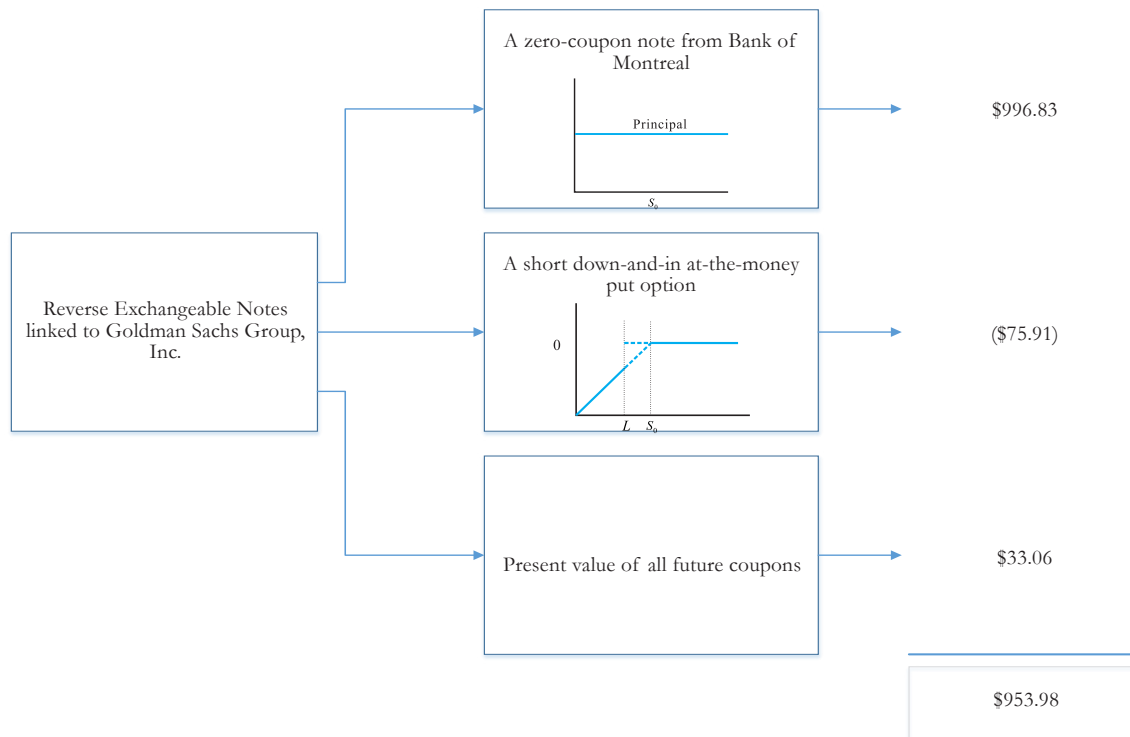 A zero-coupon note from Bank of
Montreal
Principal
S₀
$996.83
Reverse Exchangeable Notes
linked to Goldman Sachs Group,
Inc.
A short down-and-in at-the-money
put option
0
L S₀
($75.91)
Present value of all future coupons
$33.06
$953.98